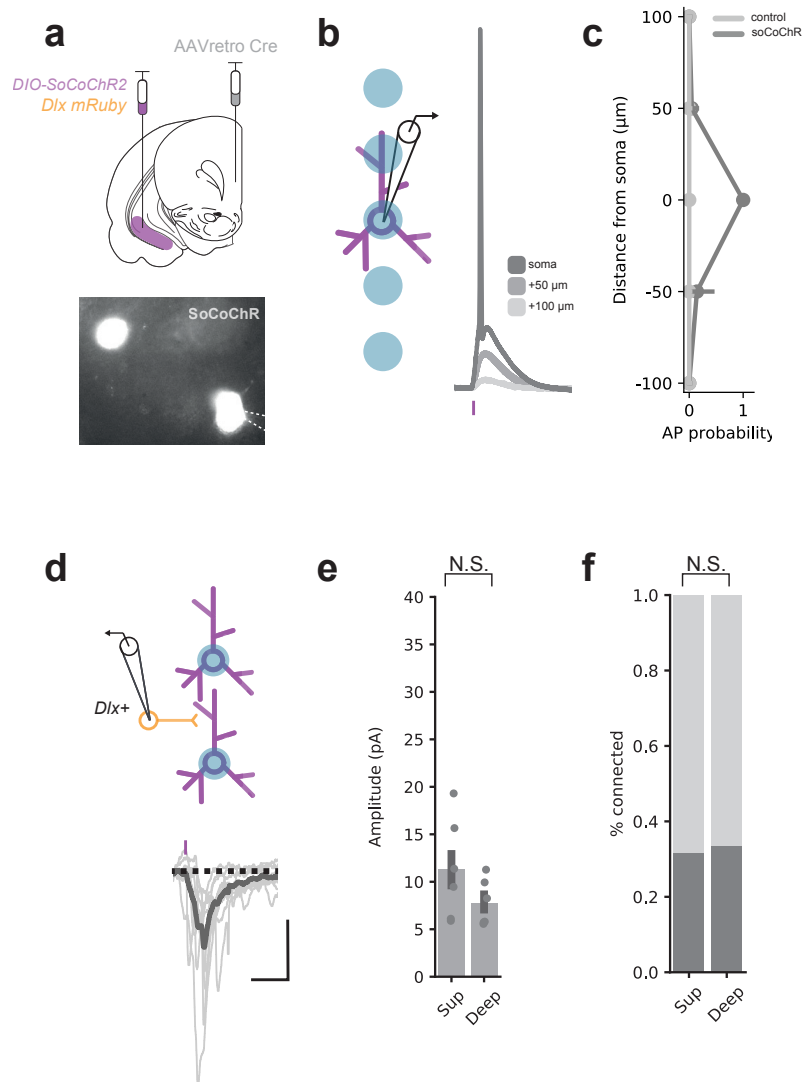 a
AAVretro Cre
DIO-SoCoChR2
Dlx mRuby
SoCoChR
b
soma
+50 µm
+100 µm
c
control
soCoChR
Distance from soma (µm)
100
50
0
-50
-100
0
1
AP probability
d
Dlx+
e
N.S.
Amplitude (pA)
40
35
30
25
20
15
10
5
0
Sup
Deep
f
N.S.
% connected
1.0
0.8
0.6
0.4
0.2
0.0
Sup
Deep